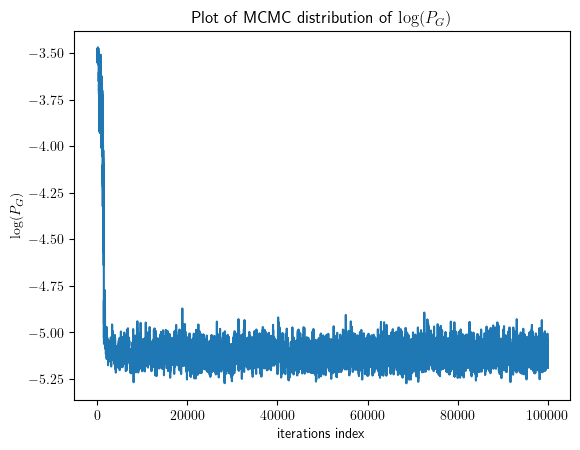 Plot of MCMC distribution of log(P_G)
log(P_G)
−3.50
−3.75
−4.00
−4.25
−4.50
−4.75
−5.00
−5.25
0 20000 40000 60000 80000 100000
iterations index